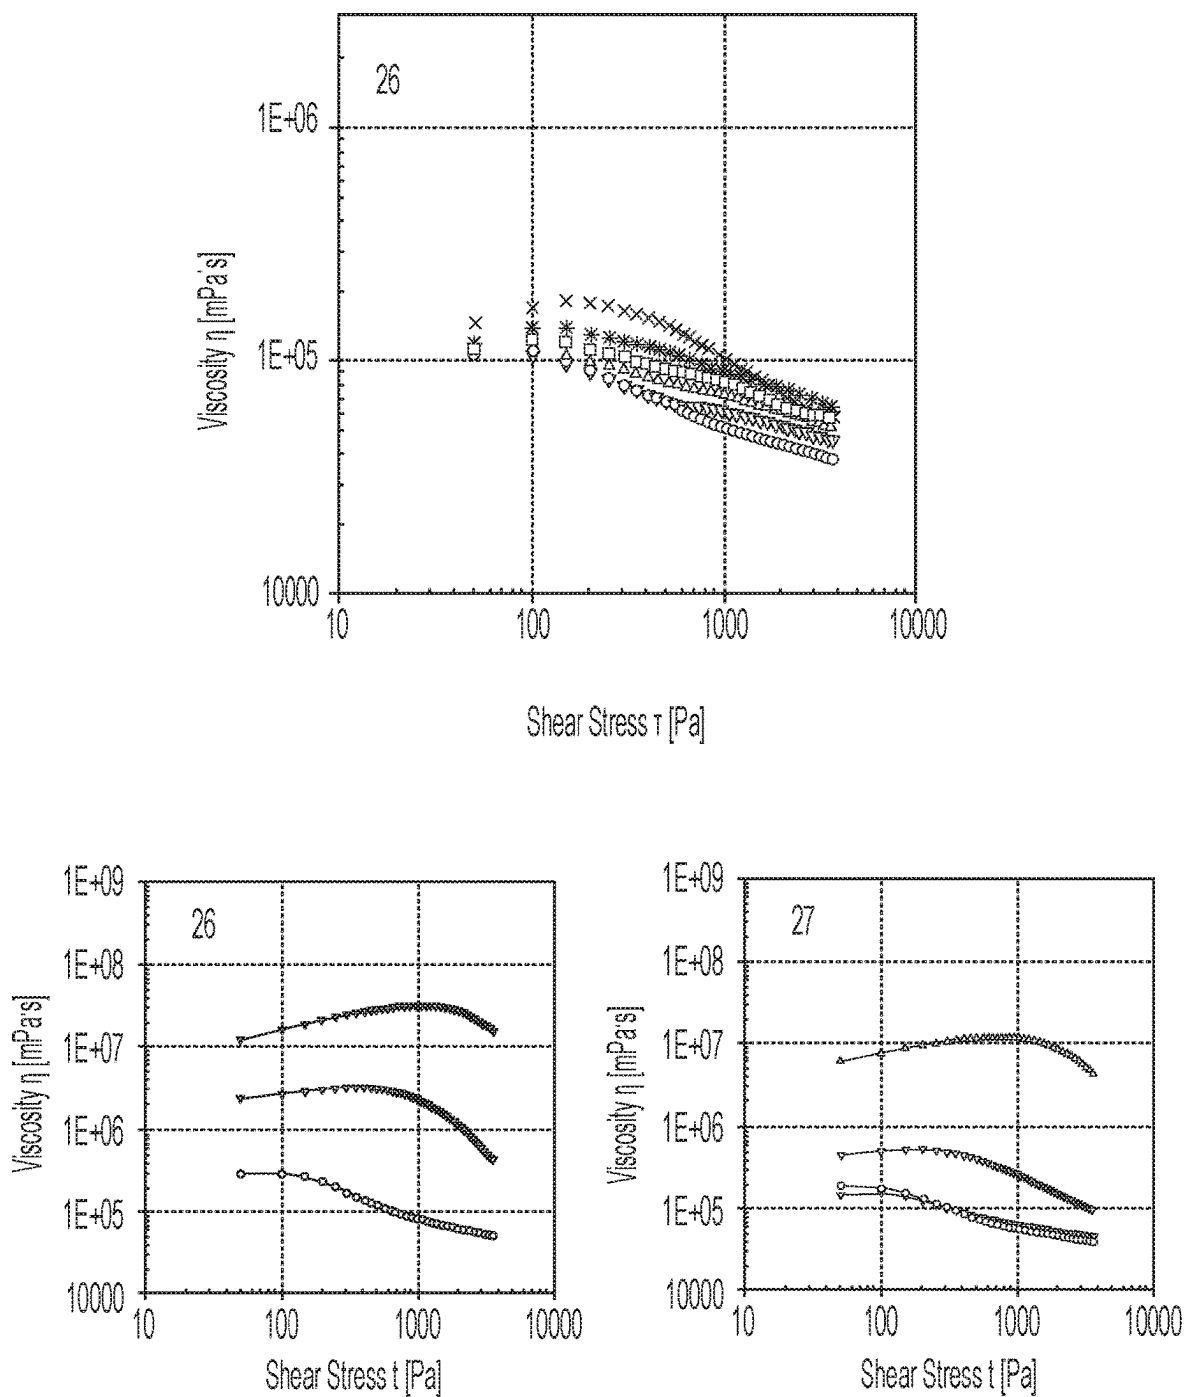 26
1E+06
1E+05
10000
Viscosity η [mPa's]
10 100 1000 10000
Shear Stress τ [Pa]
26
1E+09
1E+08
1E+07
1E+06
1E+05
10000
Viscosity η [mPa's]
10 100 1000 10000
Shear Stress t [Pa]
27
1E+09
1E+08
1E+07
1E+06
1E+05
10000
Viscosity η [mPa's]
10 100 1000 10000
Shear Stress t [Pa]